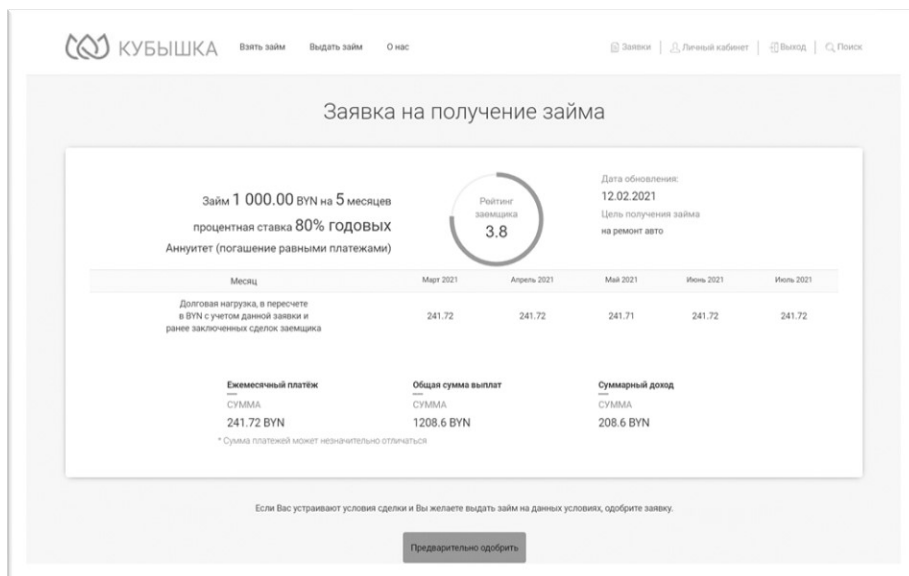 КУБЫШКА Взять займ Выдать займ О нас Заявки Личный кабинет Выход Поиск
Заявка на получение займа
Займ 1 000.00 BYN на 5 месяцев
процентная ставка 80% годовых
Аннуитет (погашение равными платежами)
Рейтинг
заемщика
3.8
Дата обновления:
12.02.2021
Цель получения займа
на ремонт авто
Месяц Март 2021 Апрель 2021 Май 2021 Июнь 2021 Июль 2021
Долговая нагрузка, в пересчете
в BYN с учетом данной заявки и
ранее заключенных сделок заемщика
241.72 241.72 241.71 241.72 241.72
Ежемесячный платёж
СУММА
241.72 BYN
* Сумма платежей может незначительно отличаться
Общая сумма выплат
СУММА
1208.6 BYN
Суммарный доход
СУММА
208.6 BYN
Если Вас устраивают условия сделки и Вы желаете выдать займ на данных условиях, одобрите заявку.
Предварительно одобрить